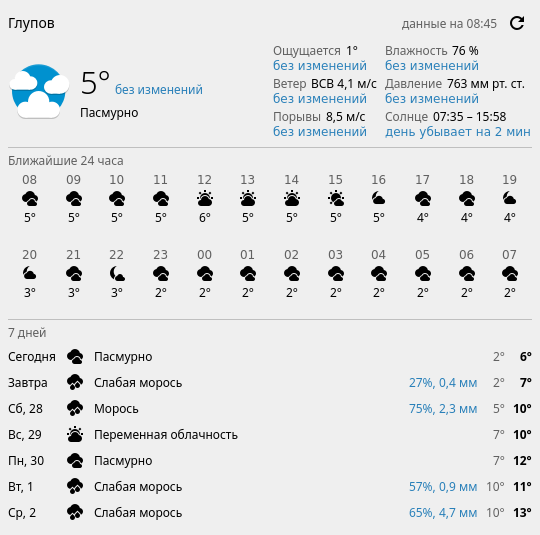 Глупов данные на 08:45
Ощущается 1° Влажность 76 %
без изменений без изменений
5° без изменений Ветер ВСВ 4,1 м/с Давление 763 мм рт. ст.
без изменений без изменений
Пасмурно Порывы 8,5 м/с Солнце 07:35 – 15:58
без изменений день убывает на 2 мин
Ближайшие 24 часа
08 09 10 11 12 13 14 15 16 17 18 19
5° 5° 5° 5° 6° 5° 5° 5° 5° 4° 4° 4°
20 21 22 23 00 01 02 03 04 05 06 07
3° 3° 3° 2° 2° 2° 2° 2° 2° 2° 2° 2°
7 дней
Сегодня Пасмурно 2° 6°
Завтра Слабая морось 27%, 0,4 мм 2° 7°
Сб, 28 Морось 75%, 2,3 мм 5° 10°
Вс, 29 Переменная облачность 7° 10°
Пн, 30 Пасмурно 7° 12°
Вт, 1 Слабая морось 57%, 0,9 мм 10° 11°
Ср, 2 Слабая морось 65%, 4,7 мм 10° 13°